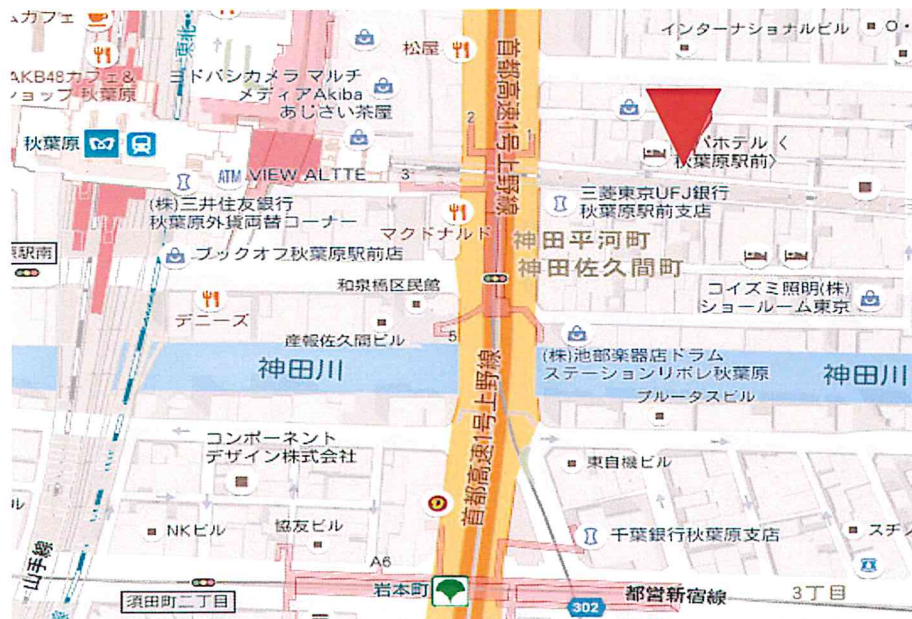 ムカフェ
AKB48カフェ&
ショップ 秋葉原
ヨドバシカメラ マルチ
メディアAkiba
あじさい茶屋
松屋
首都高速1号上野線
インターナショナルビル
秋葉原
ATM VIEW ALTTE
(株)三井住友銀行
秋葉原外貨両替コーナー
2
1
3
パホテル〈
秋葉原駅前〉
三菱東京UFJ銀行
秋葉原駅前支店
マクドナルド
神田平河町
神田佐久間町
原駅南
ブックオフ秋葉原駅前店
和泉橋区民館
コイズミ照明(株)
ショールーム東京
デニーズ
産報佐久間ビル
5
(株)池部楽器店ドラム
ステーションリボレ秋葉原
神田川
神田川
ブルータスビル
首都高速1号上野線
コンポーネント
デザイン株式会社
東自機ビル
ル
NKビル
協友ビル
千葉銀行秋葉原支店
スチ
山手線
A6
須田町二丁目
岩本町
都営新宿線
3丁目
302